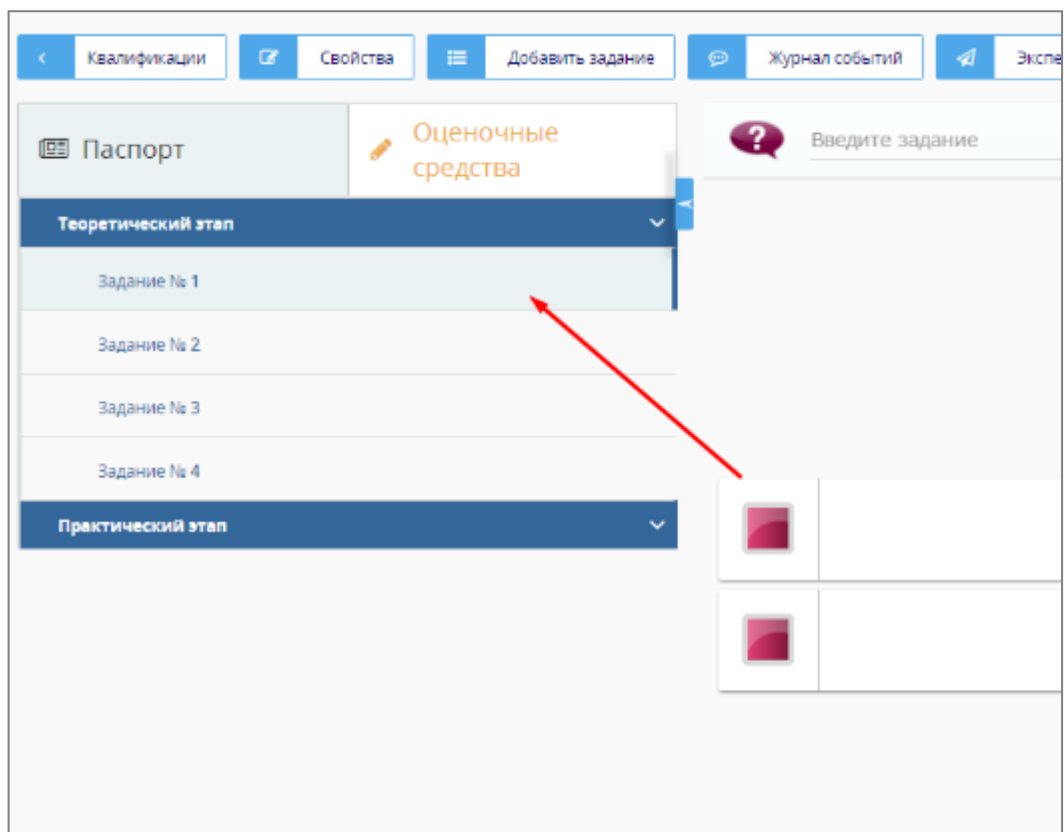 Квалификации
Свойства
Добавить задание
Журнал событий
Экспе
Паспорт
Оценочные
средства
Введите задание
Теоретический этап
Задание № 1
Задание № 2
Задание № 3
Задание № 4
Практический этап